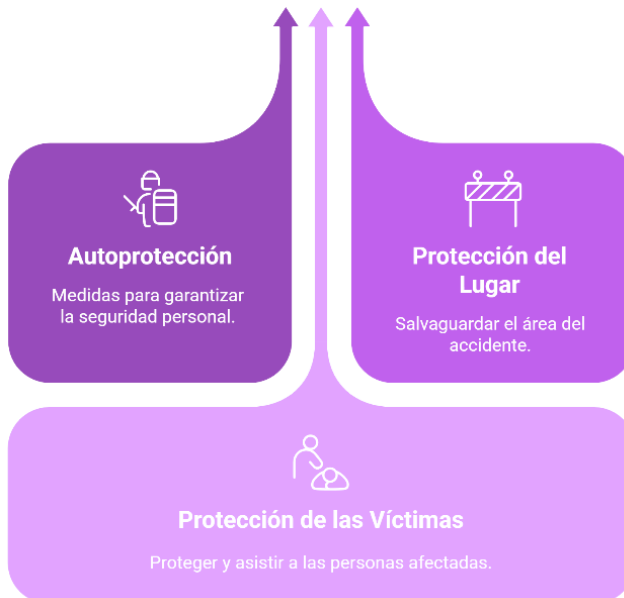 Autoprotección
Medidas para garantizar
la seguridad personal.
Protección del
Lugar
Salvaguardar el área del
accidente.
Protección de las Víctimas
Proteger y asistir a las personas afectadas.